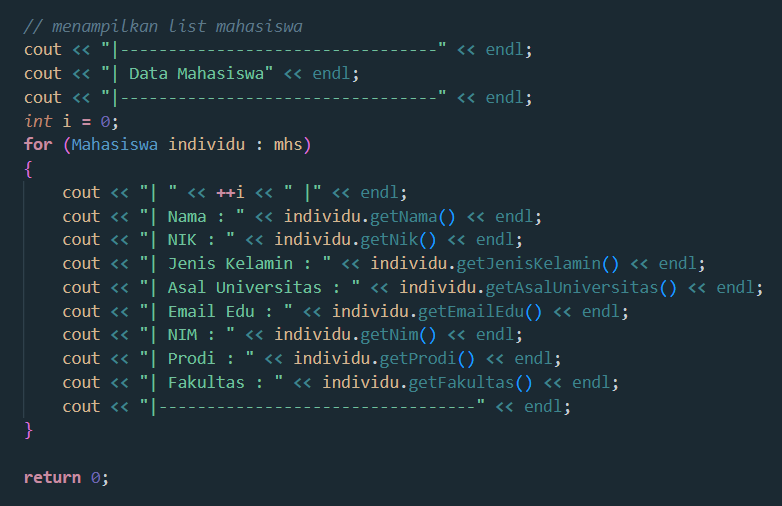 // menampilkan list mahasiswa
cout << "|---------------------------------" << endl;
cout << "| Data Mahasiswa" << endl;
cout << "|---------------------------------" << endl;
int i = 0;
for (Mahasiswa individu : mhs)
{
    cout << "| " << ++i << " |" << endl;
    cout << "| Nama : " << individu.getNama() << endl;
    cout << "| NIK : " << individu.getNik() << endl;
    cout << "| Jenis Kelamin : " << individu.getJenisKelamin() << endl;
    cout << "| Asal Universitas : " << individu.getAsalUniversitas() << endl;
    cout << "| Email Edu : " << individu.getEmailEdu() << endl;
    cout << "| NIM : " << individu.getNim() << endl;
    cout << "| Prodi : " << individu.getProdi() << endl;
    cout << "| Fakultas : " << individu.getFakultas() << endl;
    cout << "|---------------------------------" << endl;
}
return 0;